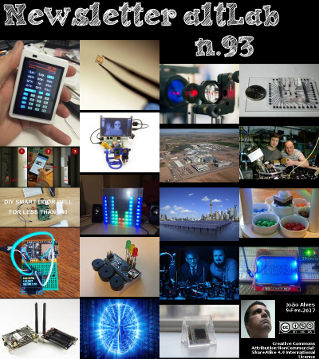 Newsletter altLab
n.93
DIY SMART DOORBELL
FOR LESS THAN
João Alves
9.Fev.2017
Creative Commons
Attribution-NonCommercial-
ShareAlike 4.0 International
License